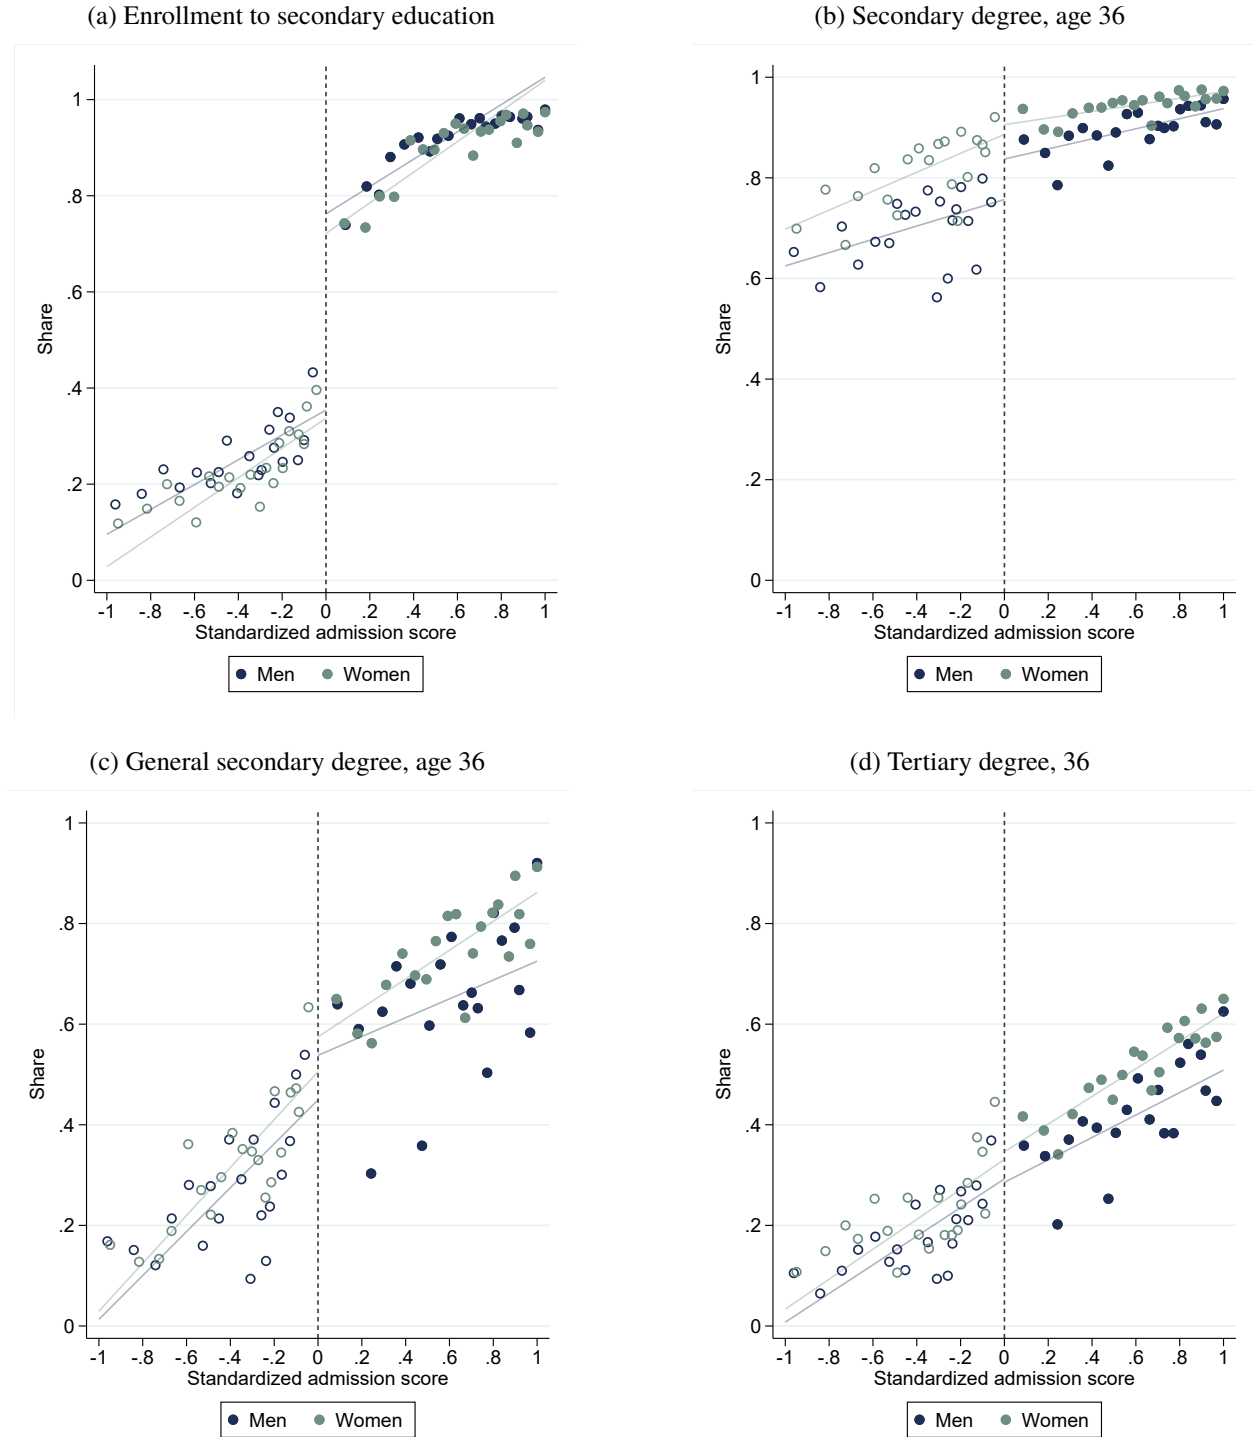 (a) Enrollment to secondary education
1
.8
.6
.4
.2
0
Share
-1 -.8 -.6 -.4 -.2 0 .2 .4 .6 .8 1
Standardized admission score
Men Women
(b) Secondary degree, age 36
1
.8
.6
.4
.2
0
Share
-1 -.8 -.6 -.4 -.2 0 .2 .4 .6 .8 1
Standardized admission score
Men Women
(c) General secondary degree, age 36
1
.8
.6
.4
.2
0
Share
-1 -.8 -.6 -.4 -.2 0 .2 .4 .6 .8 1
Standardized admission score
Men Women
(d) Tertiary degree, 36
1
.8
.6
.4
.2
0
Share
-1 -.8 -.6 -.4 -.2 0 .2 .4 .6 .8 1
Standardized admission score
Men Women